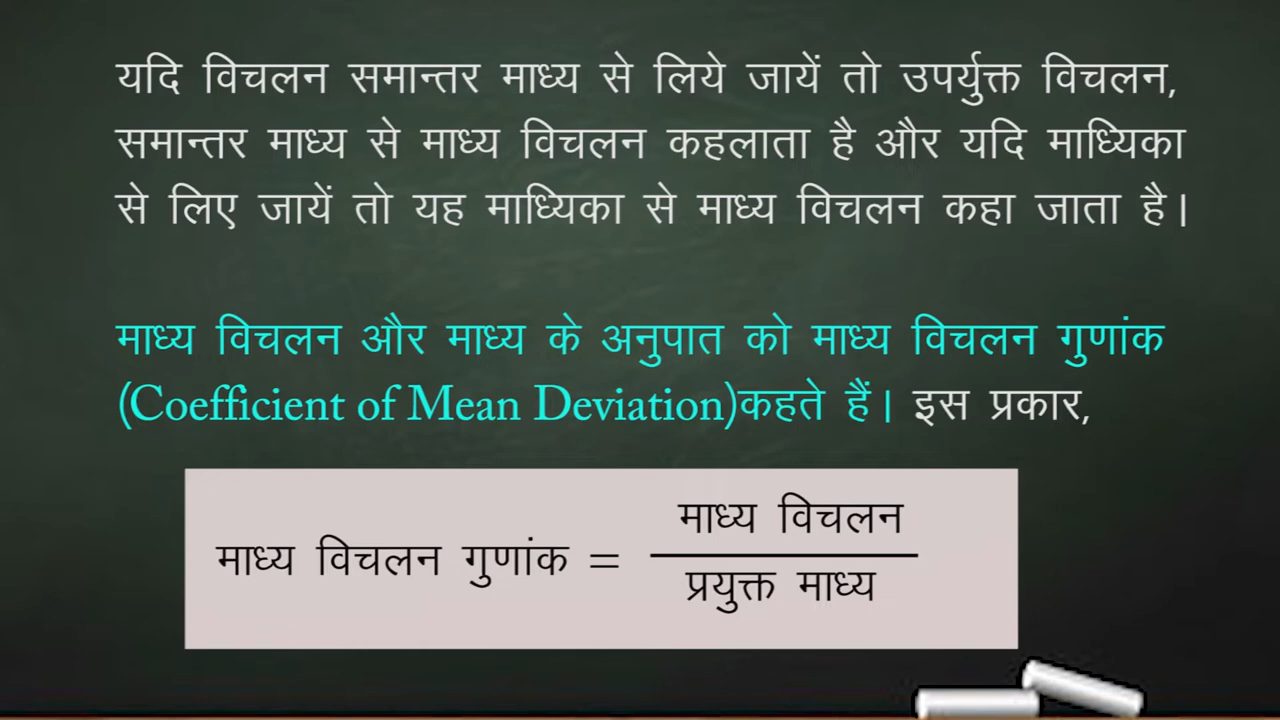 यदि विचलन समान्तर माध्य से लिये जायें तो उपर्युक्त विचलन,
समान्तर माध्य से माध्य विचलन कहलाता है और यदि माध्यिका
से लिए जायें तो यह माध्यिका से माध्य विचलन कहा जाता है।
माध्य विचलन और माध्य के अनुपात को माध्य विचलन गुणांक
(Coefficient of Mean Deviation)कहते हैं। इस प्रकार,
माध्य विचलन
माध्य विचलन गुणांक =
प्रयुक्त माध्य